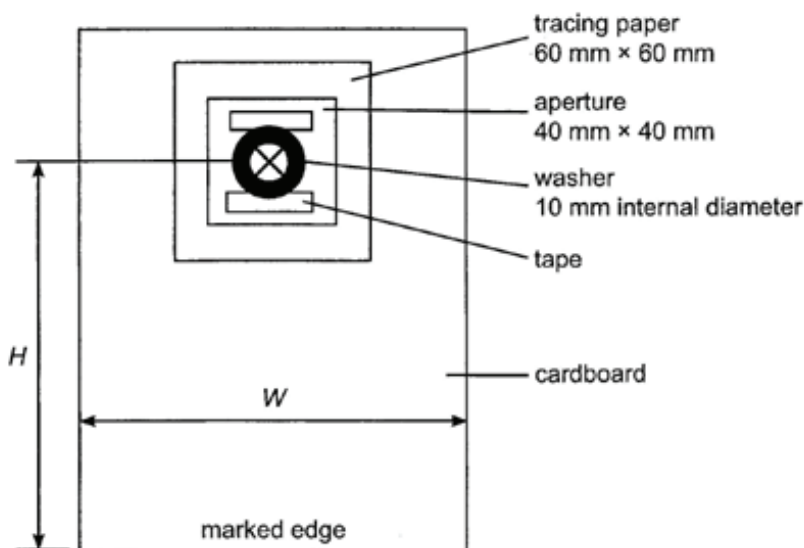 tracing paper
60 mm × 60 mm
aperture
40 mm × 40 mm
washer
10 mm internal diameter
tape
H
cardboard
W
marked edge